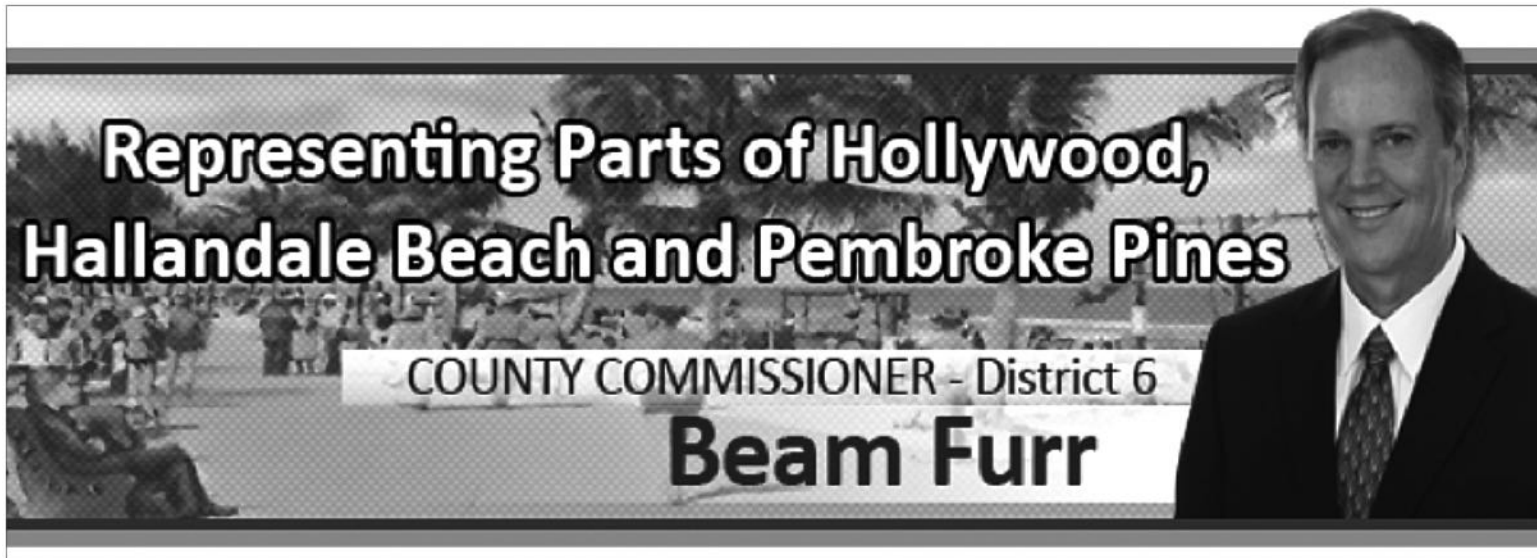 Representing Parts of Hollywood,
Hallandale Beach and Pembroke Pines
COUNTY COMMISSIONER - District 6
Beam Furr